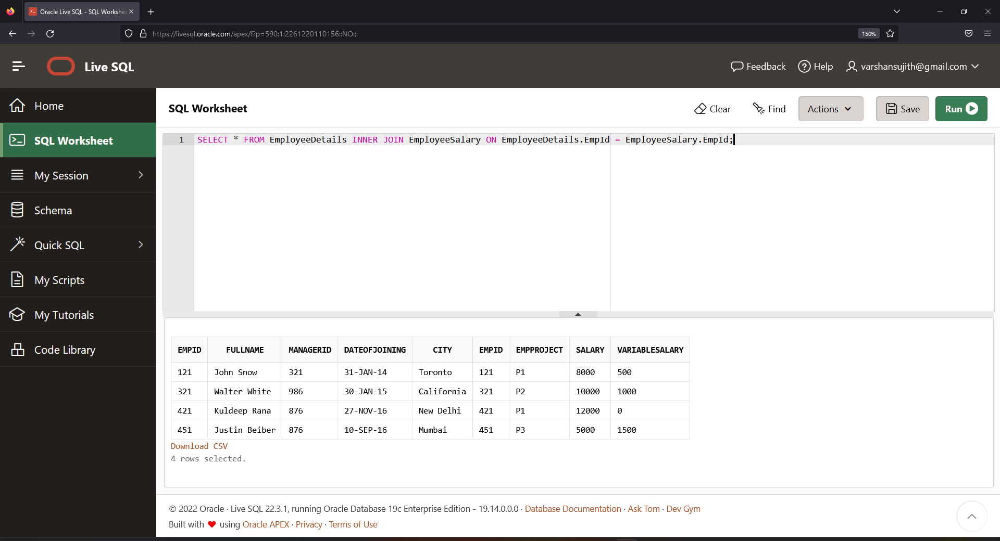 Oracle Live SQL - SQL Workshee
https://livesql.oracle.com/apex/f?p=590:1:2261220110156::NO:::
150%
Live SQL
Feedback
Help
varshansujith@gmail.com
Home
SQL Worksheet
My Session
Schema
Quick SQL
My Scripts
My Tutorials
Code Library
SQL Worksheet
Clear
Find
Actions
Save
Run
1 SELECT * FROM EmployeeDetails INNER JOIN EmployeeSalary ON EmployeeDetails.EmpId = EmployeeSalary.EmpId;
EMPID FULLNAME MANAGERID DATEOFJOINING CITY EMPID EMPPROJECT SALARY VARIABLESALARY
121 John Snow 321 31-JAN-14 Toronto 121 P1 8000 500
321 Walter White 986 30-JAN-15 California 321 P2 10000 1000
421 Kuldeep Rana 876 27-NOV-16 New Delhi 421 P1 12000 0
451 Justin Beiber 876 10-SEP-16 Mumbai 451 P3 5000 1500
Download CSV
4 rows selected.
© 2022 Oracle · Live SQL 22.3.1, running Oracle Database 19c Enterprise Edition - 19.14.0.0.0 · Database Documentation · Ask Tom · Dev Gym
Built with ❤ using Oracle APEX · Privacy · Terms of Use